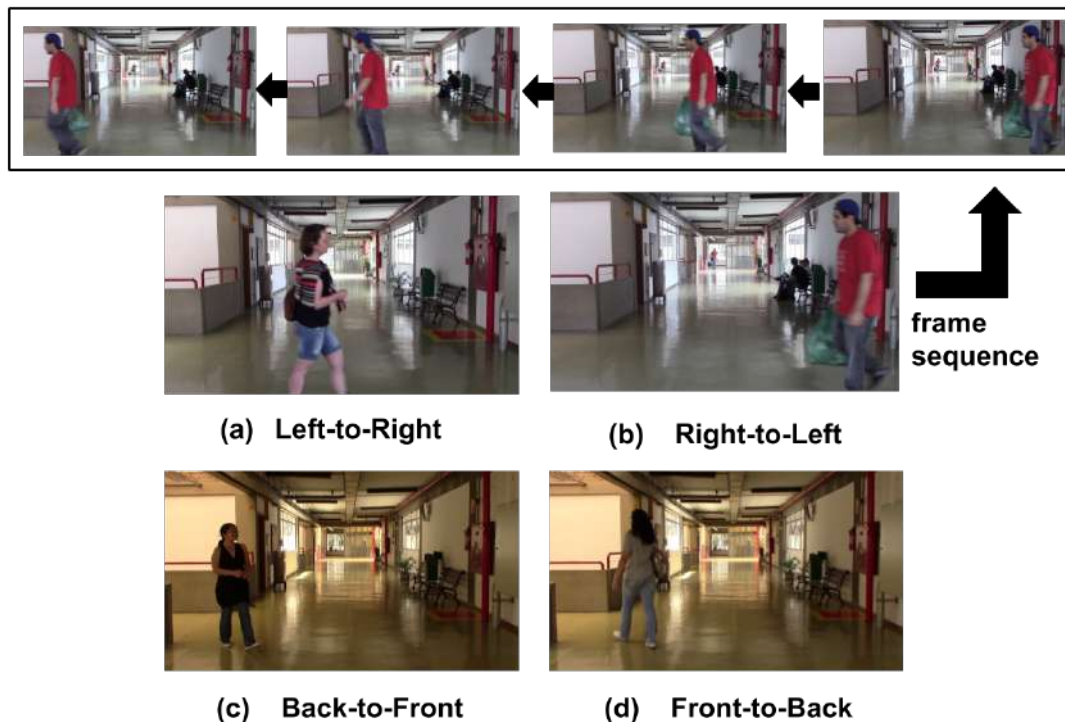 frame
sequence
(a) Left-to-Right
(b) Right-to-Left
(c) Back-to-Front
(d) Front-to-Back